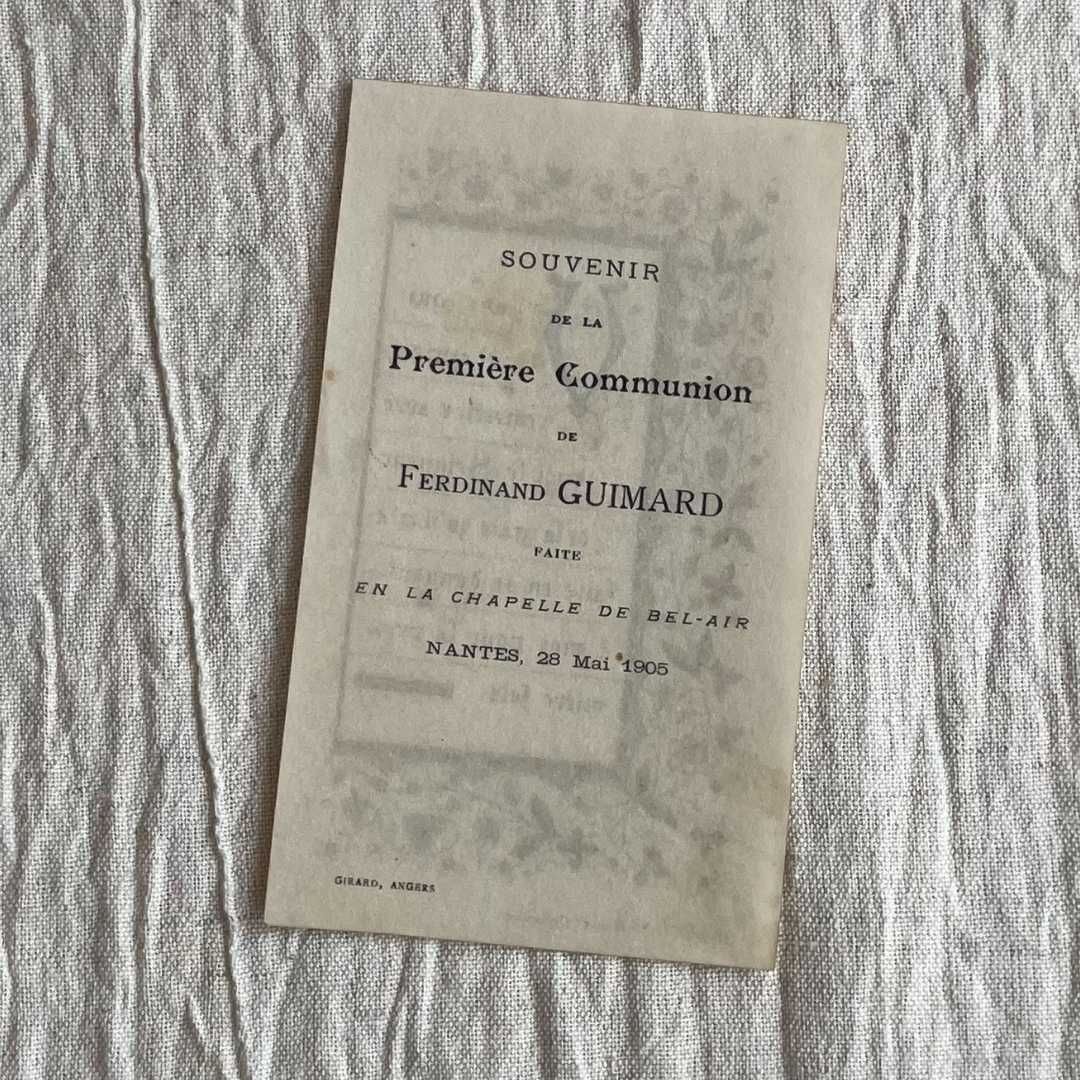 SOUVENIR
DE LA
Première Communion
DE
FERDINAND GUIMARD
FAITE
EN LA CHAPELLE DE BEL-AIR
NANTES, 28 Mai 1905
GIRARD, ANGERS